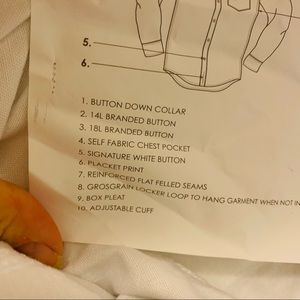 5.
6.
1. BUTTON DOWN COLLAR
2. 14L BRANDED BUTTON
3. 18L BRANDED BUTTON
4. SELF FABRIC CHEST POCKET
5. SIGNATURE WHITE BUTTON
6. PLACKET PRINT
7. REINFORCED FLAT FELLED SEAMS
8. GROSGRAIN LOCKER LOOP TO HANG GARMENT WHEN NOT IN
9. BOX PLEAT
10. ADJUSTABLE CUFF